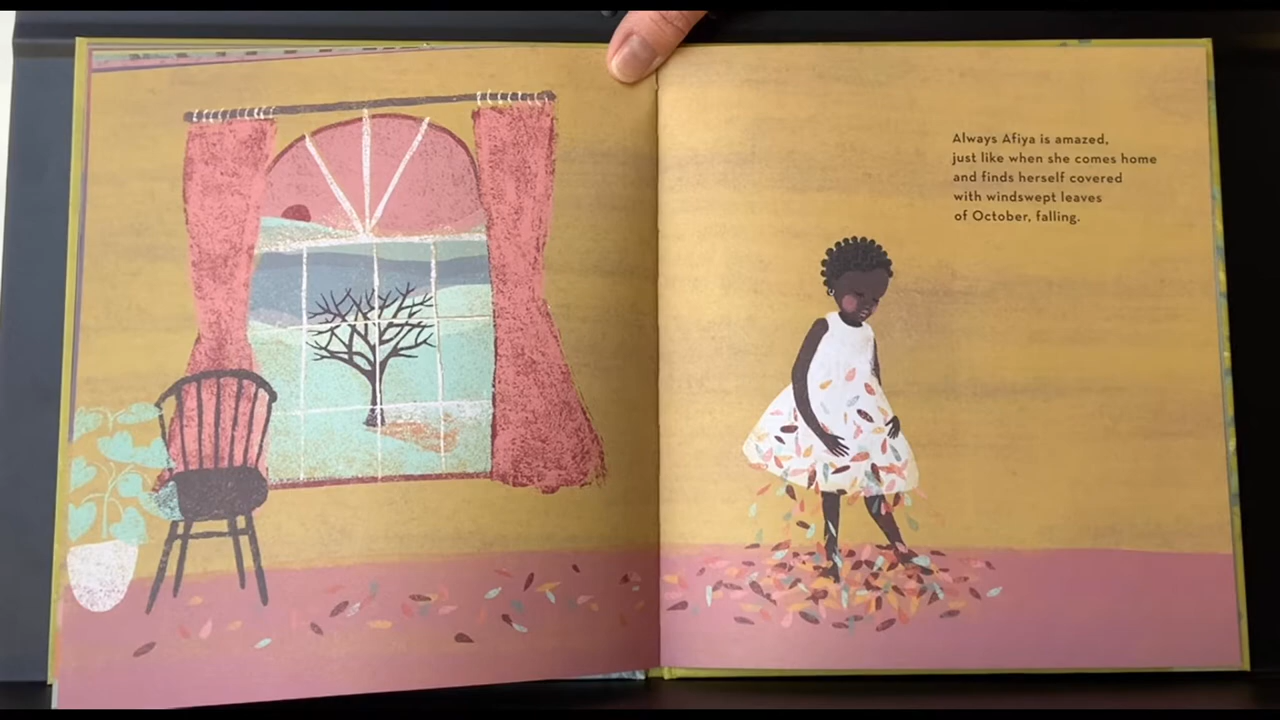 Always Afiya is amazed,
just like when she comes home
and finds herself covered
with windswept leaves
of October, falling.